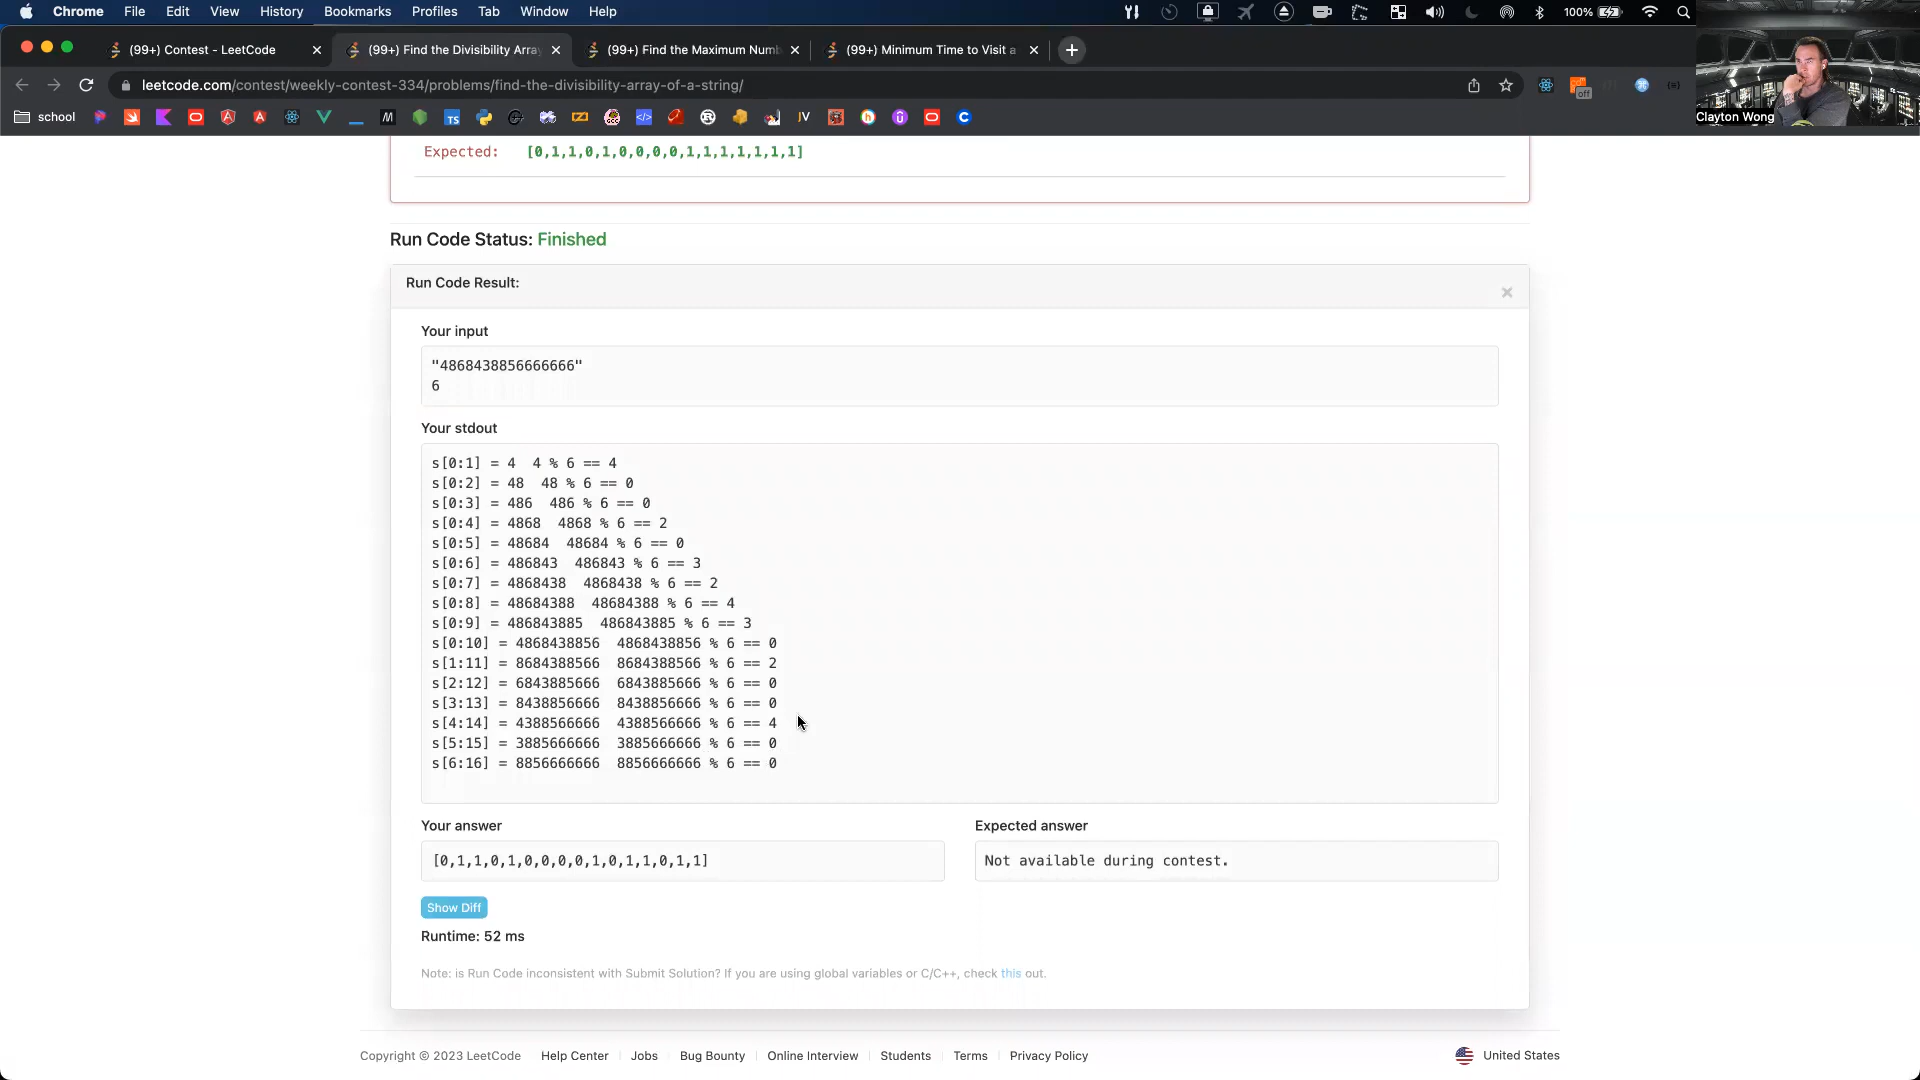 Chrome File Edit View History Bookmarks Profiles Tab Window Help 100%
(99+) Contest - LeetCode (99+) Find the Divisibility Arra (99+) Find the Maximum Num (99+) Minimum Time to Visit a
leetcode.com/contest/weekly-contest-334/problems/find-the-divisibility-array-of-a-string/ off
school M TS JV C
Clayton Wong
Expected: [0,1,1,0,1,0,0,0,0,1,1,1,1,1,1,1]
Run Code Status: Finished
Run Code Result:
Your input
"4868438856666666"
6
Your stdout
s[0:1] = 4 4 % 6 == 4
s[0:2] = 48 48 % 6 == 0
s[0:3] = 486 486 % 6 == 0
s[0:4] = 4868 4868 % 6 == 2
s[0:5] = 48684 48684 % 6 == 0
s[0:6] = 486843 486843 % 6 == 3
s[0:7] = 4868438 4868438 % 6 == 2
s[0:8] = 48684388 48684388 % 6 == 4
s[0:9] = 486843885 486843885 % 6 == 3
s[0:10] = 4868438856 4868438856 % 6 == 0
s[1:11] = 8684388566 8684388566 % 6 == 2
s[2:12] = 6843885666 6843885666 % 6 == 0
s[3:13] = 8438856666 8438856666 % 6 == 0
s[4:14] = 4388566666 4388566666 % 6 == 4
s[5:15] = 3885666666 3885666666 % 6 == 0
s[6:16] = 8856666666 8856666666 % 6 == 0
Your answer
[0,1,1,0,1,0,0,0,0,1,0,1,1,0,1,1]
Expected answer
Not available during contest.
Show Diff
Runtime: 52 ms
Note: is Run Code inconsistent with Submit Solution? If you are using global variables or C/C++, check this out.
Copyright © 2023 LeetCode Help Center Jobs Bug Bounty Online Interview Students Terms Privacy Policy United States